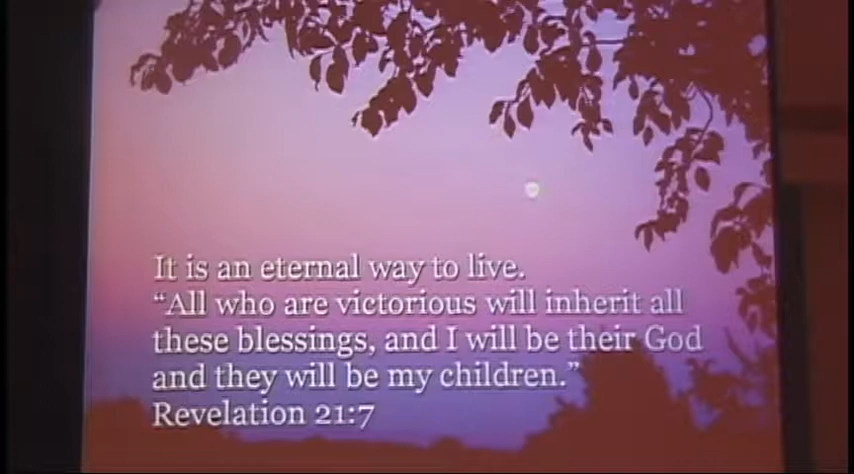 It is an eternal way to live.
“All who are victorious will inherit all
these blessings, and I will be their God
and they will be my children.”
Revelation 21:7